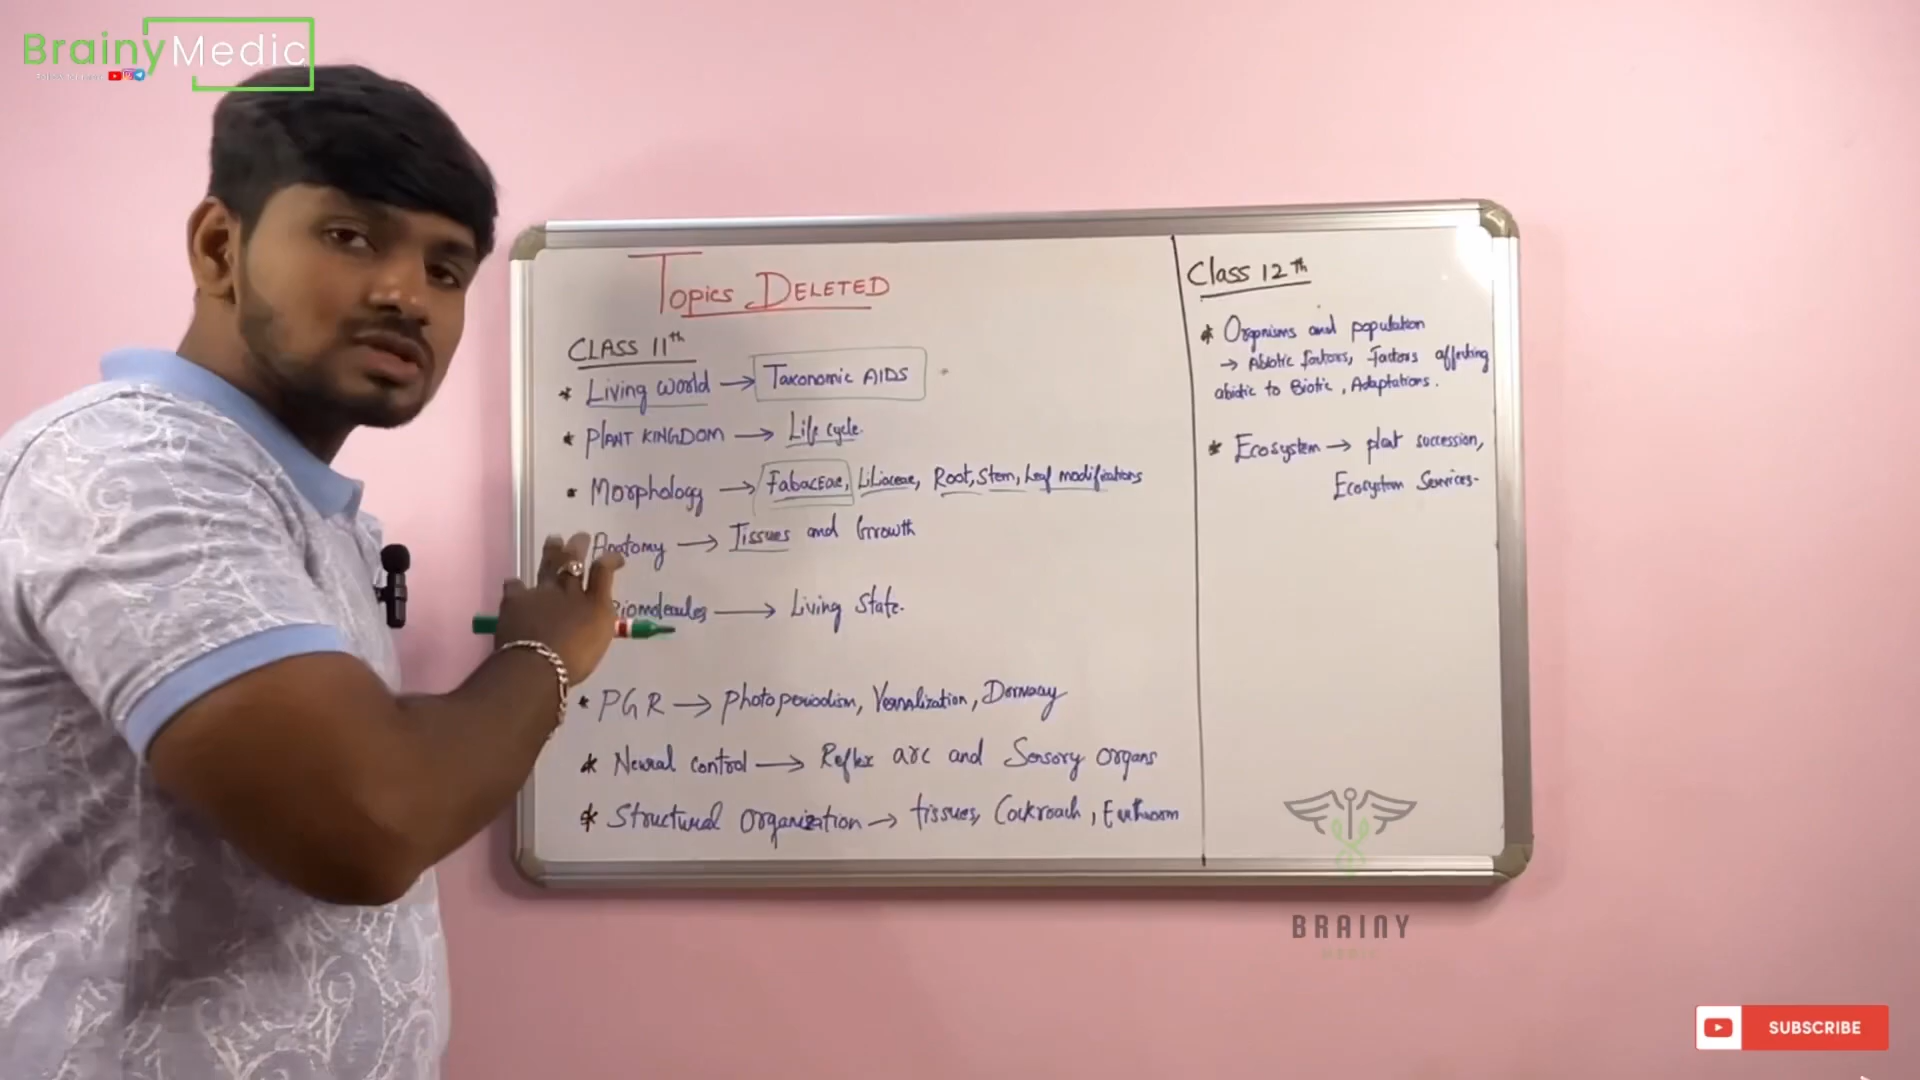 BrainyMedic
Topics DELETED
CLASS 11th
* Living world → Taxonomic AIDS
* PLANT KINGDOM → Life cycle.
* Morphology → Fabaceae, Liliaceae, Root, Stem, Leaf modifications
Anatomy → Tissues and Growth
Biomolecules → Living State.
* PGR → Photoperiodism, Vernalization, Dormacy
* Neural control → Reflex arc and Sensory organs
* Structural Organization → tissues, Cockroach, Earthworm
Class 12th
* Organisms and population
→ Abiotic factors, Factors affecting
abiotic to Biotic, Adaptations.
* Ecosystem → plant succession,
Ecosystem Services.
BRAINY
MEDIC
SUBSCRIBE